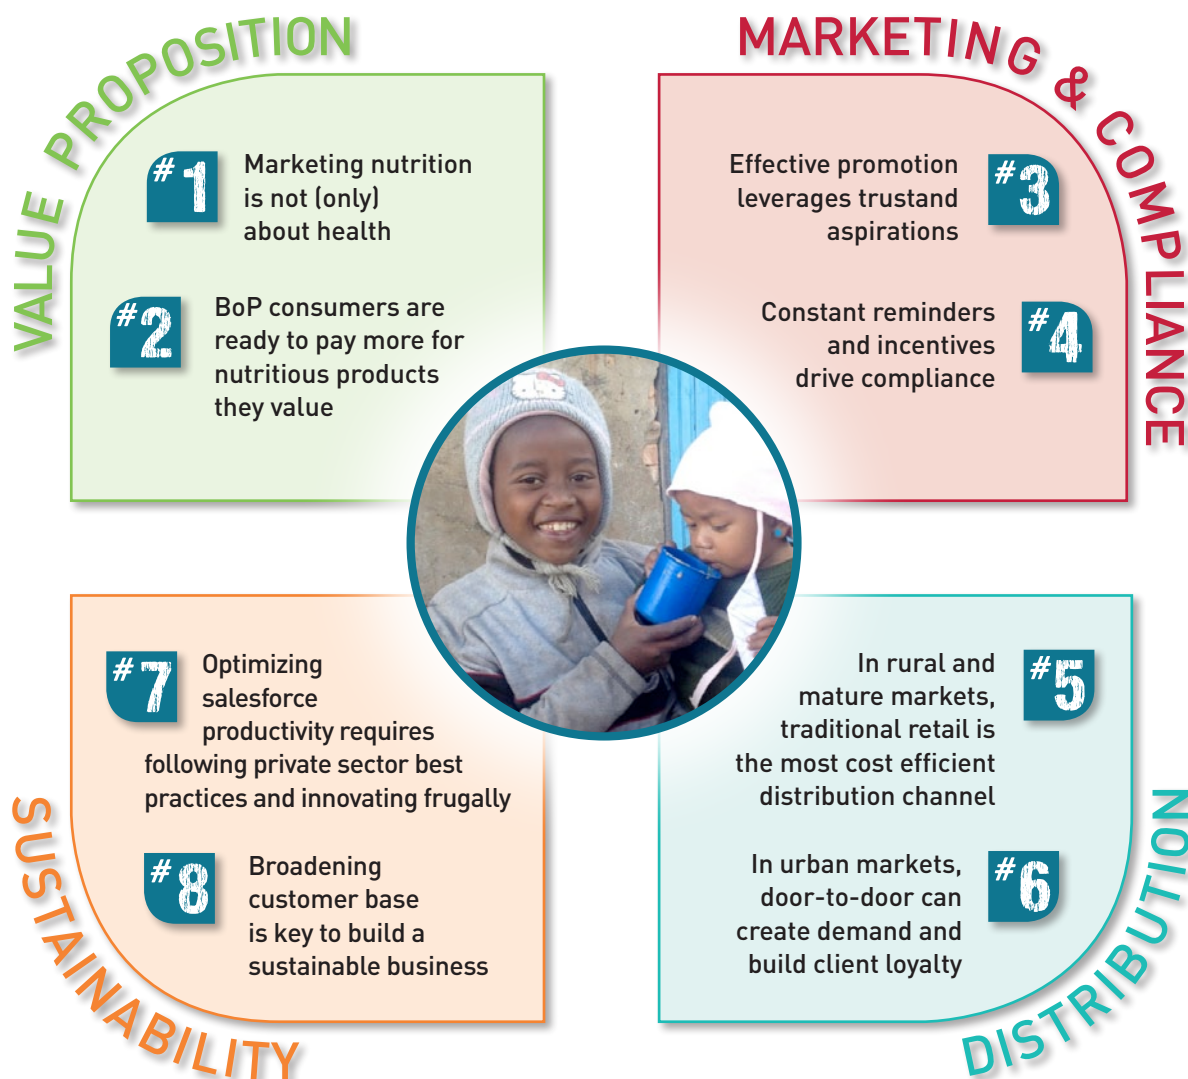 VALUE PROPOSITION
#1
Marketing nutrition
is not (only)
about health
#2
BoP consumers are
ready to pay more for
nutritious products
they value
MARKETING & COMPLIANCE
Effective promotion
leverages trustand
aspirations
#3
Constant reminders
and incentives
drive compliance
#4
In rural and
mature markets,
traditional retail is
the most cost efficient
distribution channel
#5
In urban markets,
door-to-door can
create demand and
build client loyalty
#6
DISTRIBUTION
#7
Optimizing
salesforce
productivity requires
following private sector best
practices and innovating frugally
#8
Broadening
customer base
is key to build a
sustainable business
SUSTAINABILITY